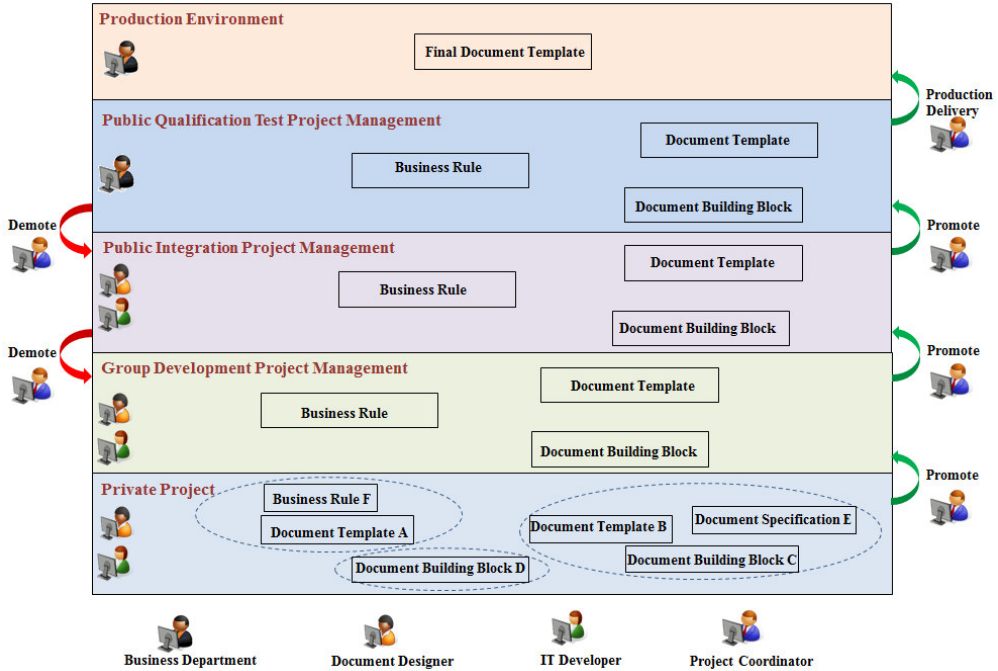 Production Environment
Final Document Template
Production
Delivery
Public Qualification Test Project Management
Document Template
Business Rule
Document Building Block
Demote
Promote
Public Integration Project Management
Document Template
Business Rule
Document Building Block
Demote
Promote
Group Development Project Management
Document Template
Business Rule
Document Building Block
Promote
Private Project
Business Rule F
Document Template A
Document Building Block D
Document Template B
Document Specification E
Document Building Block C
Business Department
Document Designer
IT Developer
Project Coordinator